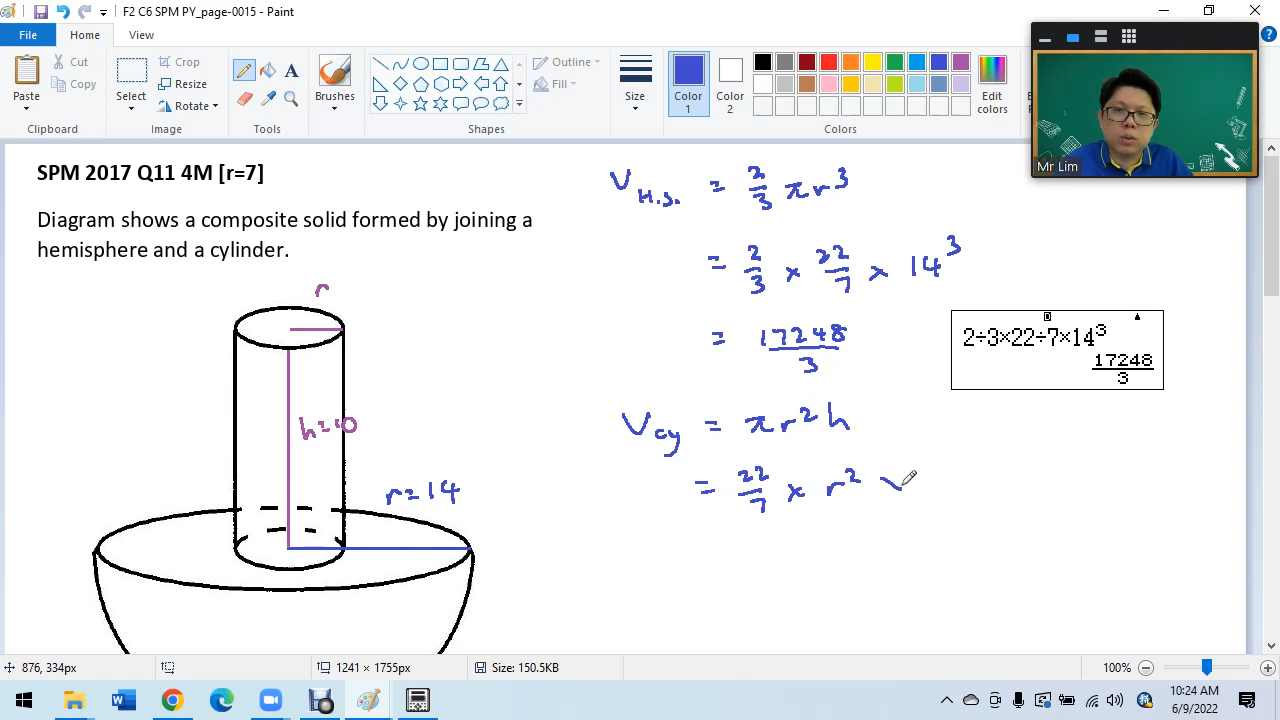 F2 C6 SPM PY_page-0015 - Paint
File Home View
Paste Cut Copy Clipboard
Select Crop Resize Rotate Image
Tools
Brushes
Outline Fill Shapes
Size
Color 1 Color 2 Edit colors Colors
Mr Lim
SPM 2017 Q11 4M [r=7]
Diagram shows a composite solid formed by joining a
hemisphere and a cylinder.
r
h=10
r=14
V H.S. = 2/3 πr³
= 2/3 × 22/7 × 14³
= 17248/3
2÷3×22÷7×14³
17248/3
V cy = πr²h
= 22/7 × r²
876, 334px 1241 × 1755px Size: 150.5KB 100%
10:24 AM
6/9/2022